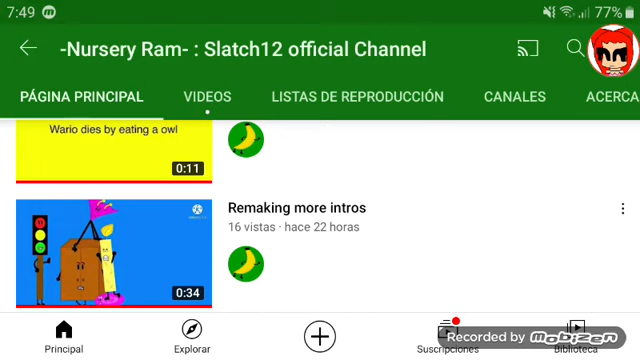 7:49
77%
-Nursery Ram- : Slatch12 official Channel
PÁGINA PRINCIPAL VIDEOS LISTAS DE REPRODUCCIÓN CANALES ACERCA
Wario dies by eating a owl
0:11
Remaking more intros
16 vistas · hace 22 horas
0:34
Principal Explorar Suscripciones Biblioteca
Recorded by Mobizen